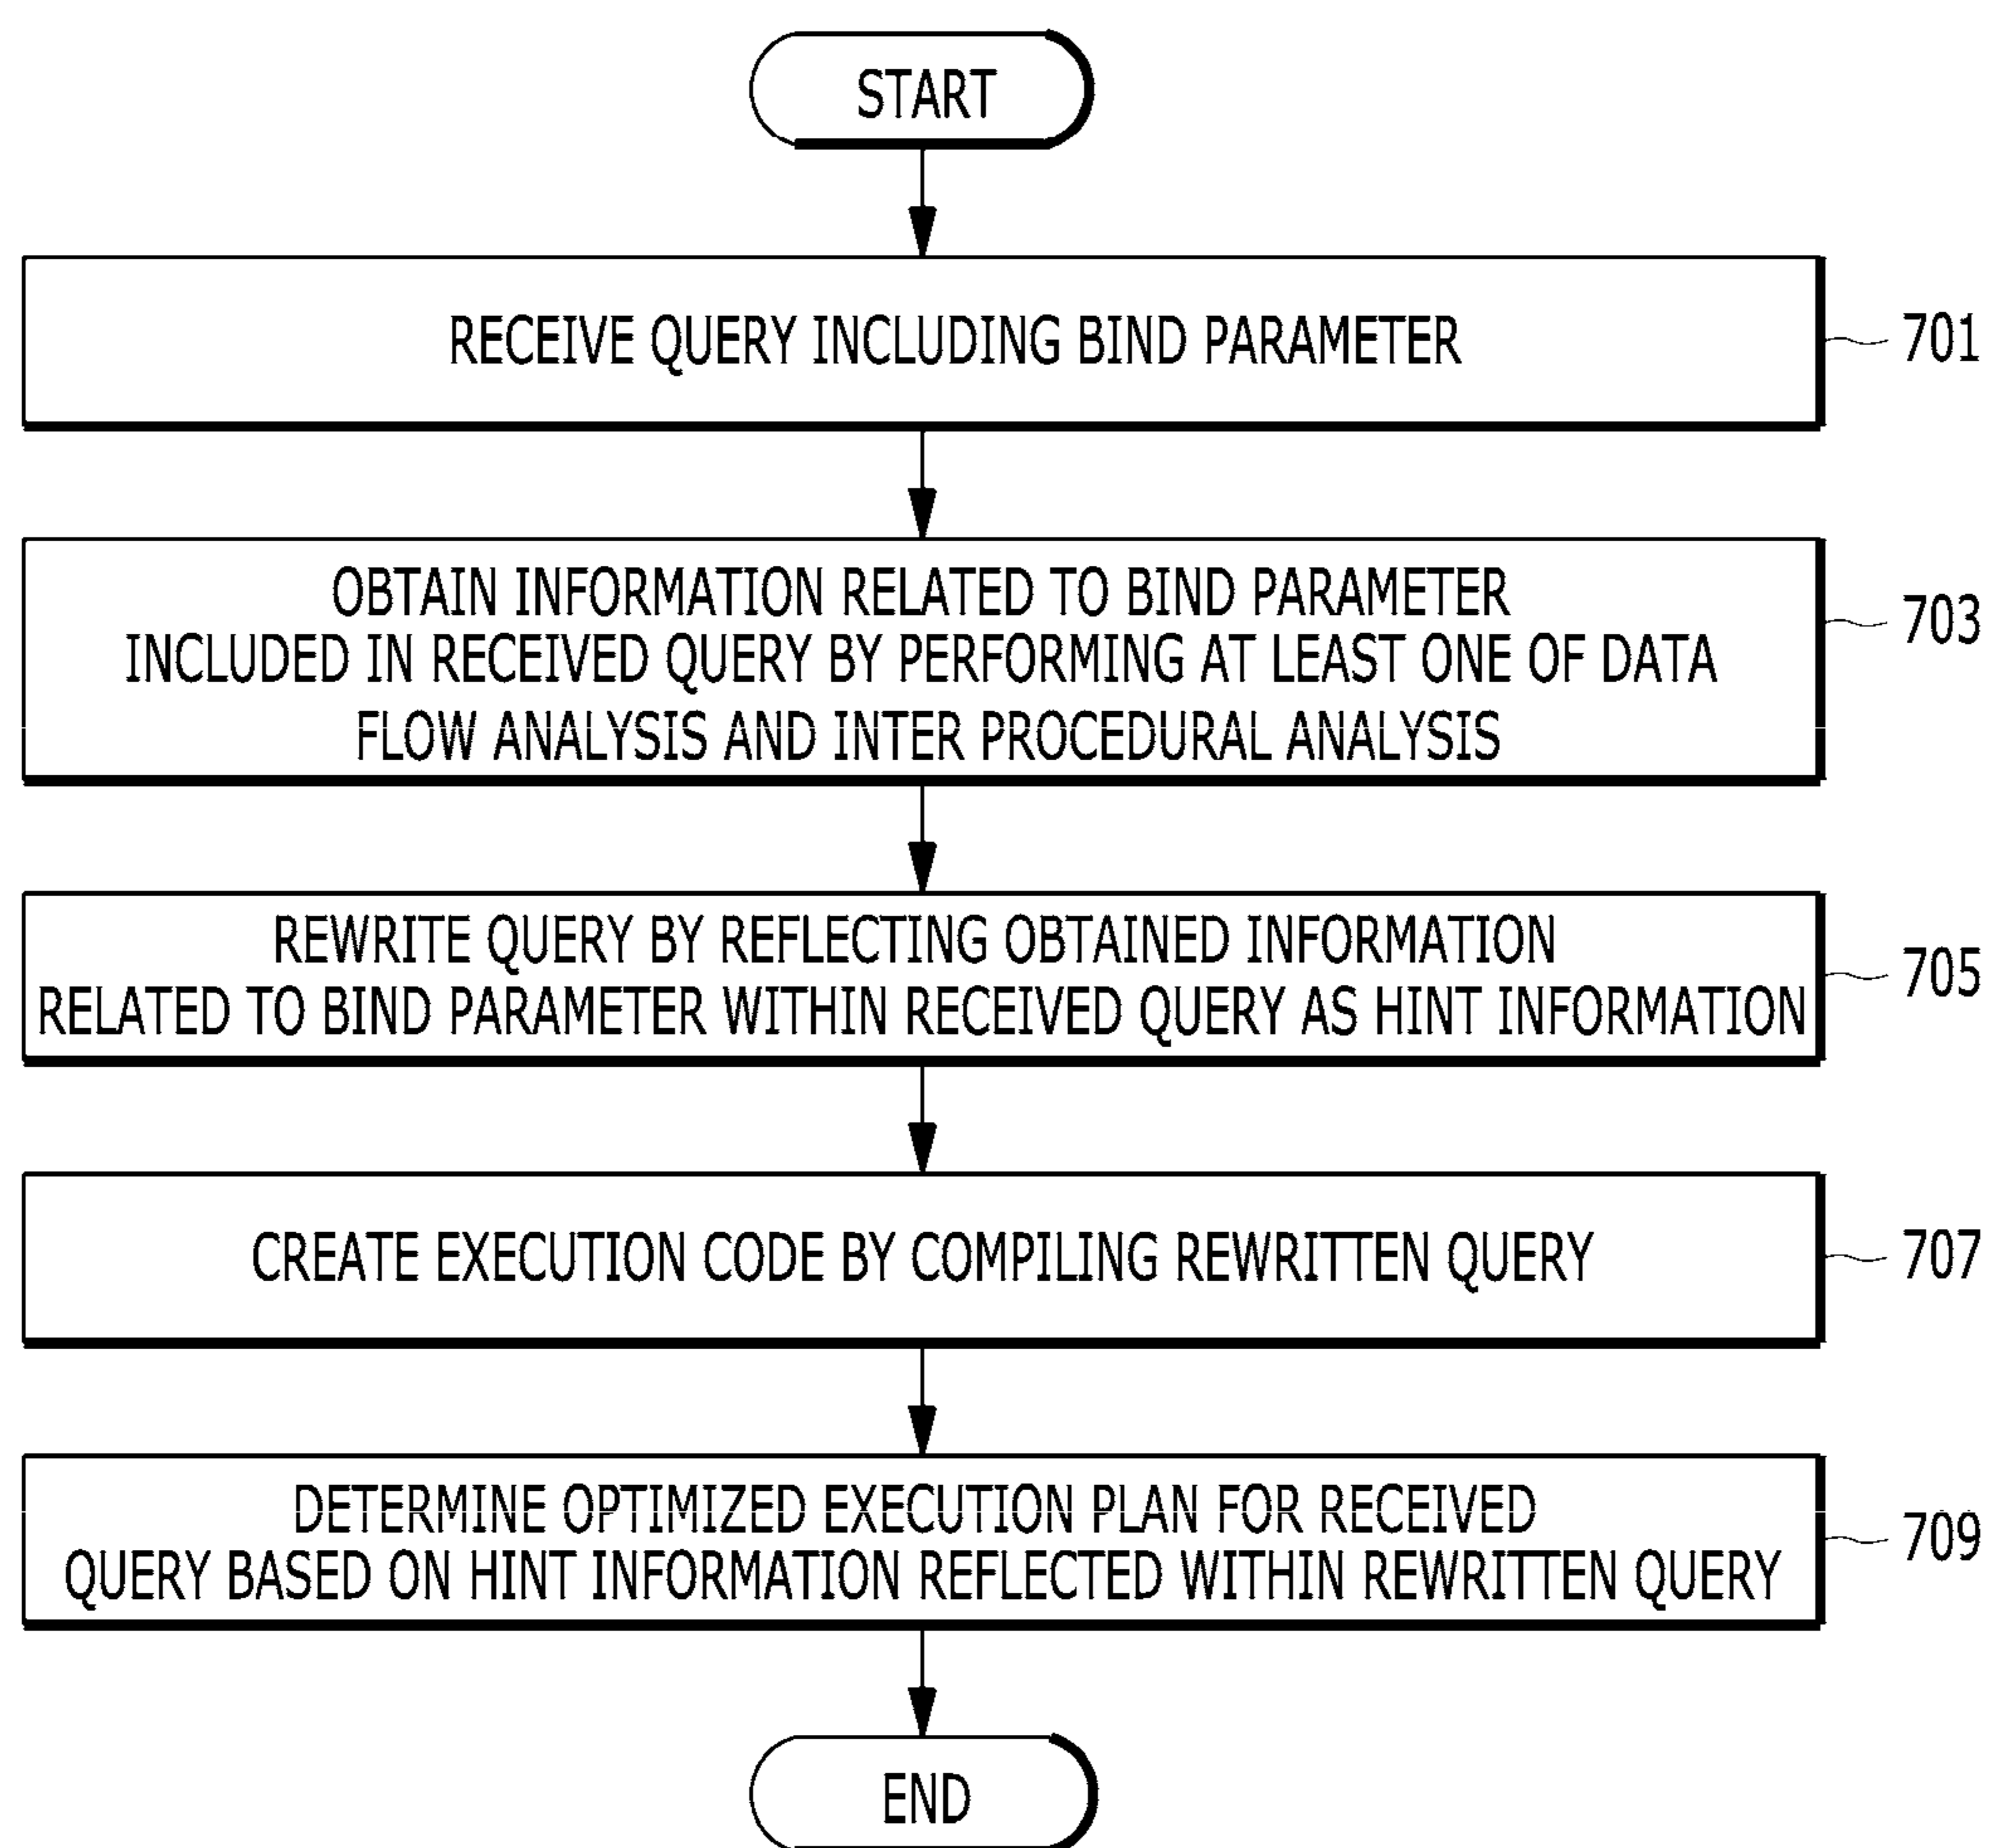 START
RECEIVE QUERY INCLUDING BIND PARAMETER
701
OBTAIN INFORMATION RELATED TO BIND PARAMETER
INCLUDED IN RECEIVED QUERY BY PERFORMING AT LEAST ONE OF DATA
FLOW ANALYSIS AND INTER PROCEDURAL ANALYSIS
703
REWRITE QUERY BY REFLECTING OBTAINED INFORMATION
RELATED TO BIND PARAMETER WITHIN RECEIVED QUERY AS HINT INFORMATION
705
CREATE EXECUTION CODE BY COMPILING REWRITTEN QUERY
707
DETERMINE OPTIMIZED EXECUTION PLAN FOR RECEIVED
QUERY BASED ON HINT INFORMATION REFLECTED WITHIN REWRITTEN QUERY
709
END